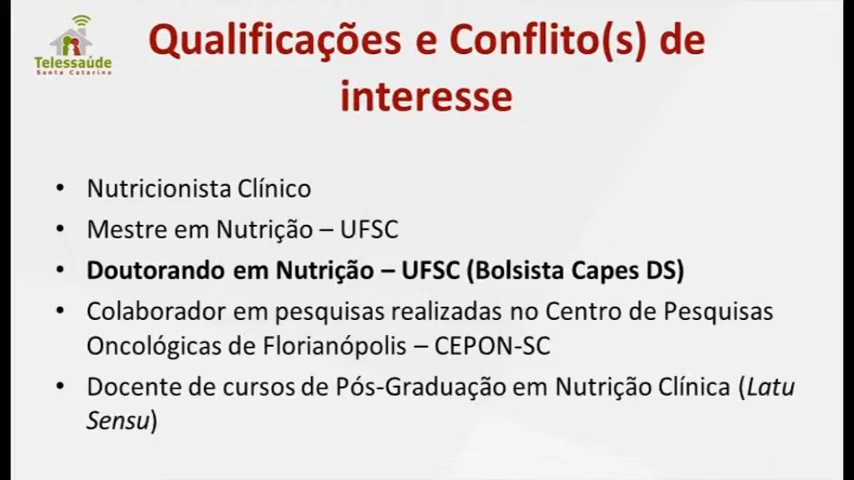 Telessaúde
Santa Catarina
Qualificações e Conflito(s) de
interesse
• Nutricionista Clínico
• Mestre em Nutrição – UFSC
• Doutorando em Nutrição – UFSC (Bolsista Capes DS)
• Colaborador em pesquisas realizadas no Centro de Pesquisas
Oncológicas de Florianópolis – CEPON-SC
• Docente de cursos de Pós-Graduação em Nutrição Clínica (Latu
Sensu)